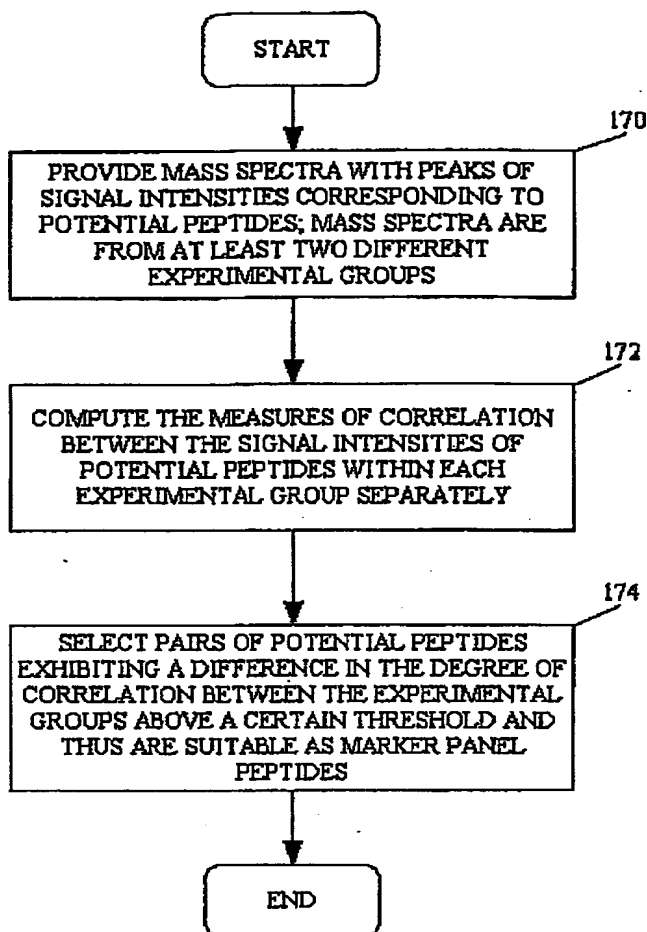 START
170
PROVIDE MASS SPECTRA WITH PEAKS OF
SIGNAL INTENSITIES CORRESPONDING TO
POTENTIAL PEPTIDES; MASS SPECTRA ARE
FROM AT LEAST TWO DIFFERENT
EXPERIMENTAL GROUPS
172
COMPUTE THE MEASURES OF CORRELATION
BETWEEN THE SIGNAL INTENSITIES OF
POTENTIAL PEPTIDES WITHIN EACH
EXPERIMENTAL GROUP SEPARATELY
174
SELECT PAIRS OF POTENTIAL PEPTIDES
EXHIBITING A DIFFERENCE IN THE DEGREE OF
CORRELATION BETWEEN THE EXPERIMENTAL
GROUPS ABOVE A CERTAIN THRESHOLD AND
THUS ARE SUITABLE AS MARKER PANEL
PEPTIDES
END